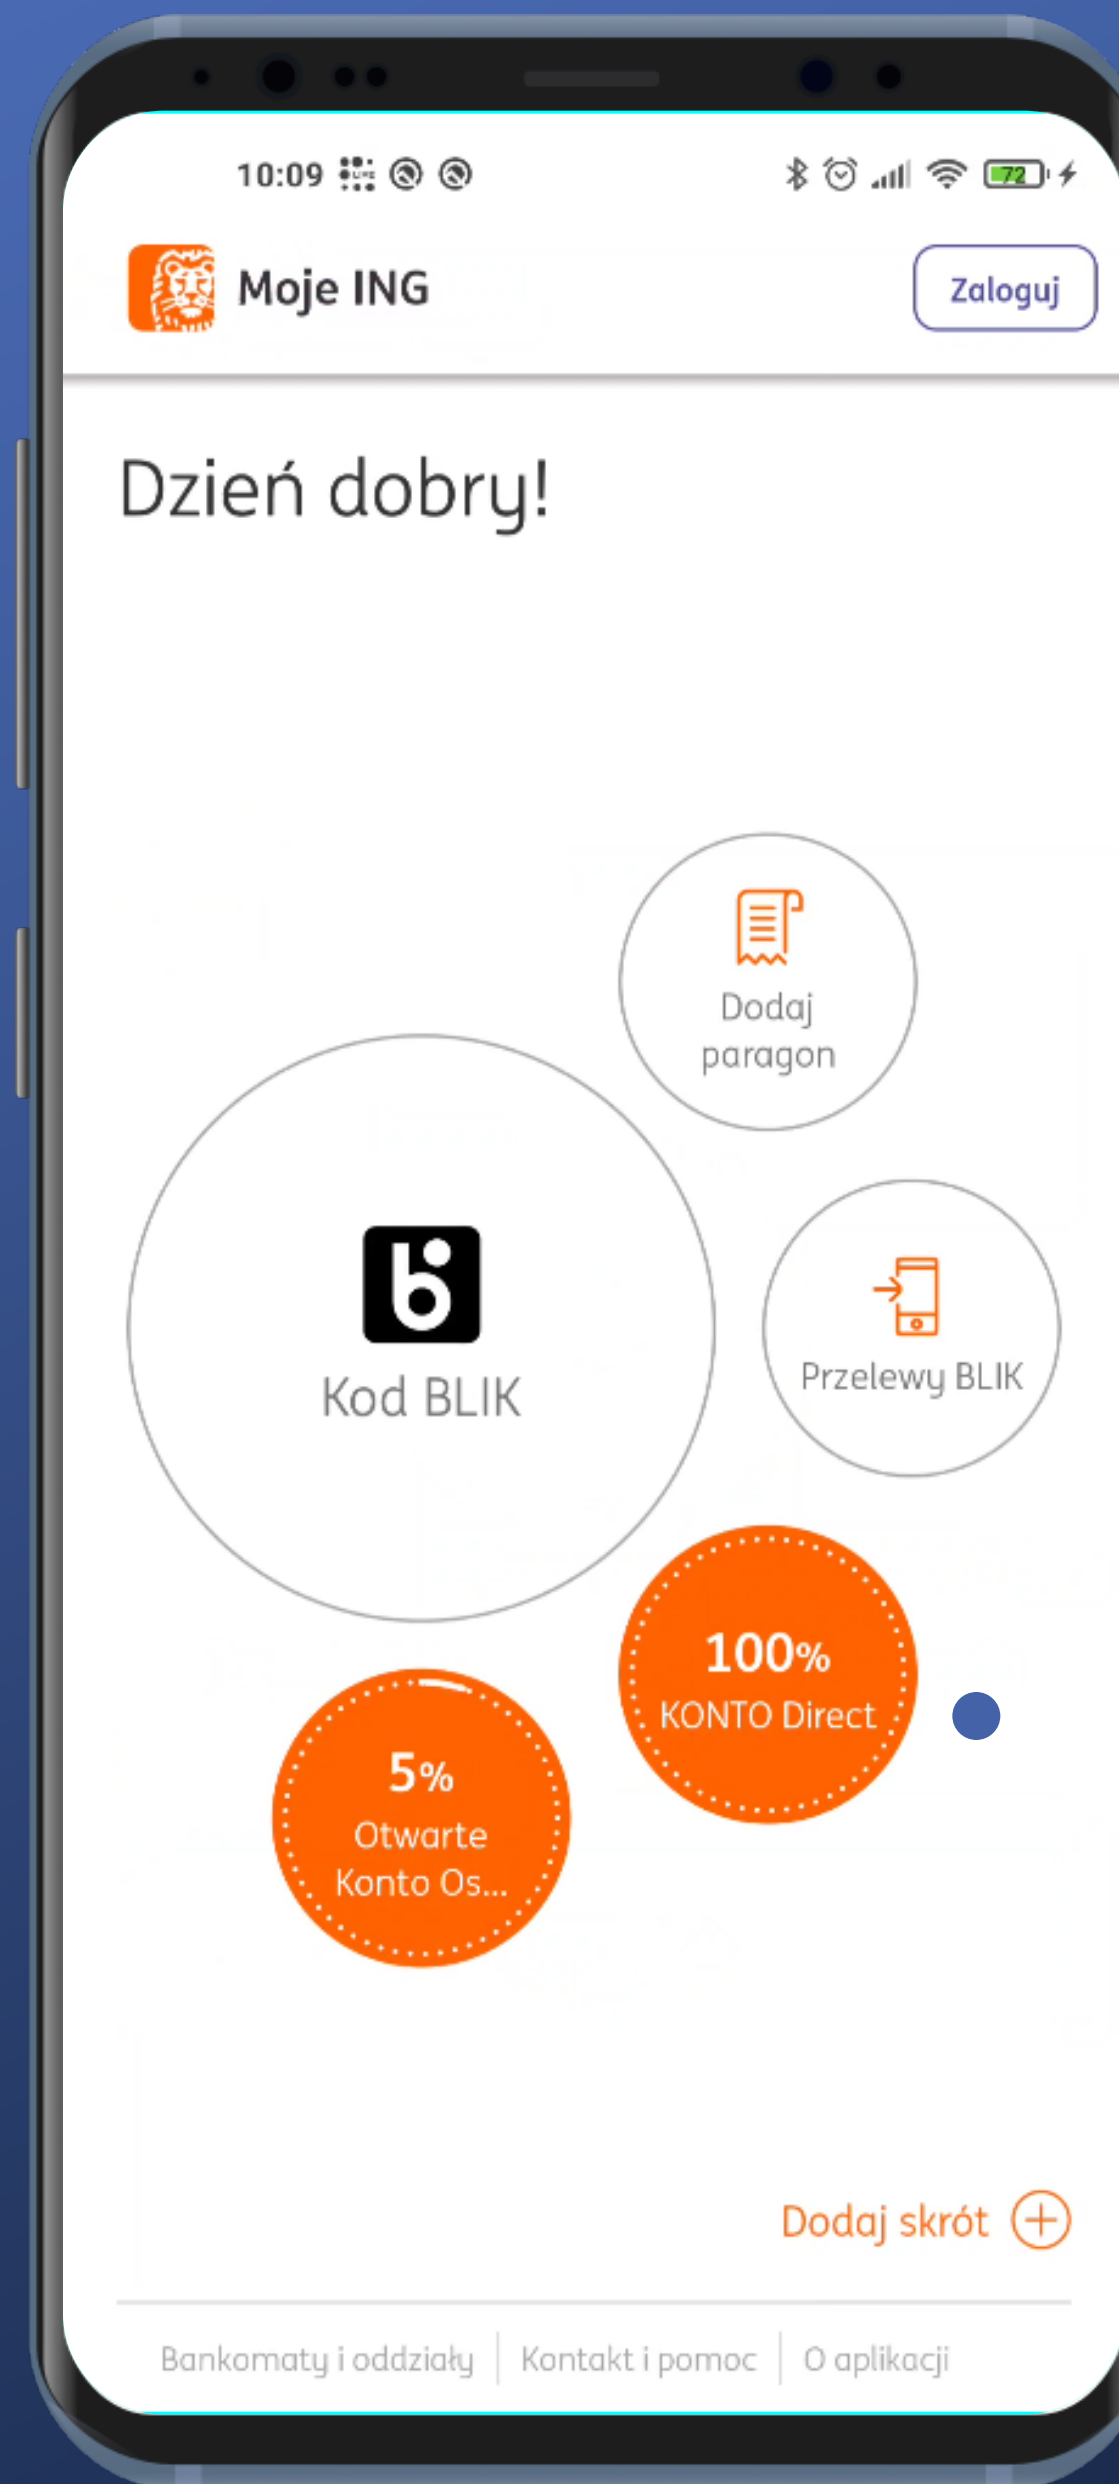 10:09
72
Moje ING
Zaloguj
Dzień dobry!
Dodaj
paragon
Kod BLIK
Przelewy BLIK
100%
KONTO Direct
5%
Otwarte
Konto Os...
Dodaj skrót
Bankomaty i oddziały
Kontakt i pomoc
O aplikacji